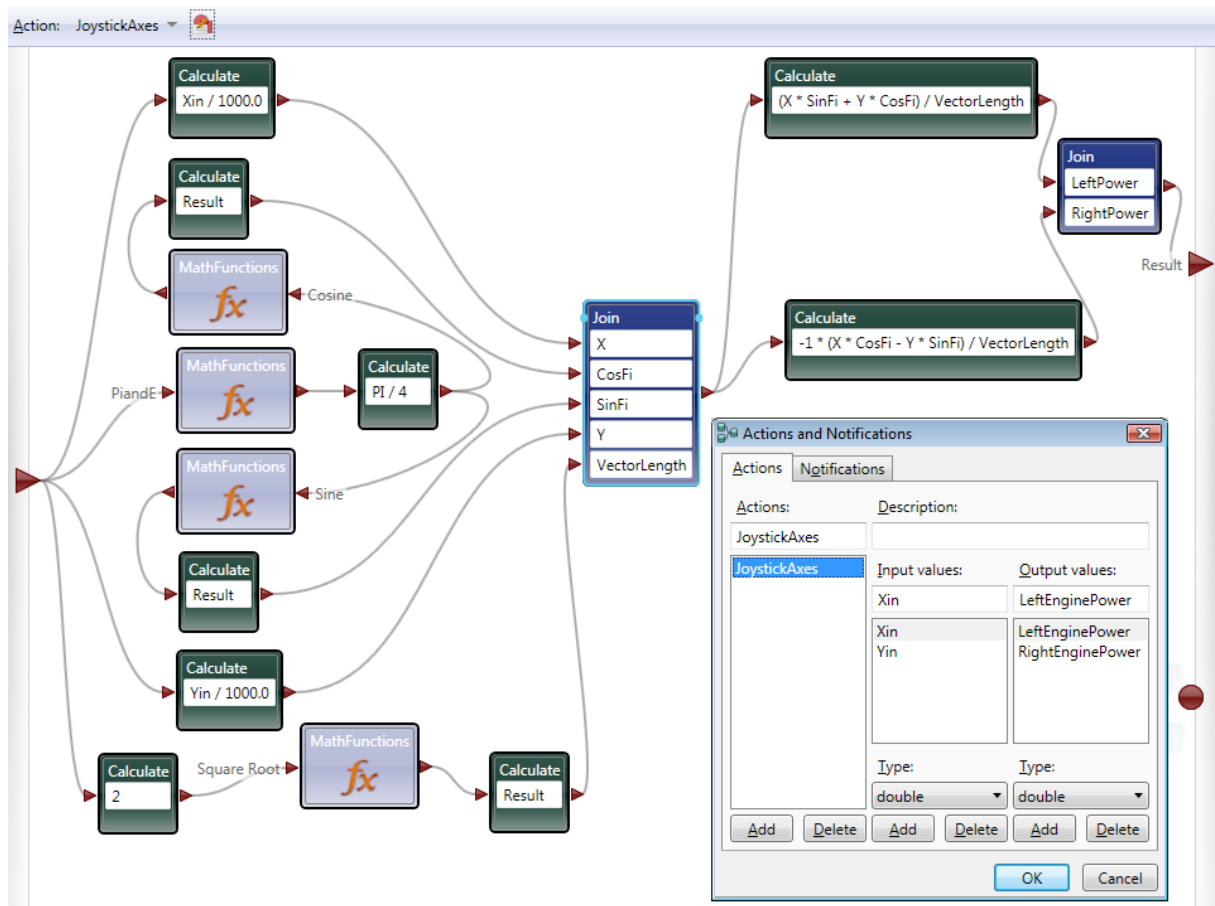 Action: JoystickAxes
Calculate
Xin / 1000.0
Calculate
Result
MathFunctions
fx
Cosine
MathFunctions
fx
PiandE
Calculate
PI / 4
MathFunctions
fx
Sine
Calculate
Result
Calculate
Yin / 1000.0
Calculate
2
Square Root
MathFunctions
fx
Calculate
Result
Join
X
CosFi
SinFi
Y
VectorLength
Calculate
(X * SinFi + Y * CosFi) / VectorLength
Join
LeftPower
RightPower
Result
Calculate
-1 * (X * CosFi - Y * SinFi) / VectorLength
Actions and Notifications
Actions Notifications
Actions: Description:
JoystickAxes
JoystickAxes
Input values: Output values:
Xin LeftEnginePower
Xin LeftEnginePower
Yin RightEnginePower
Type: Type:
double double
Add Delete Add Delete Add Delete
OK Cancel